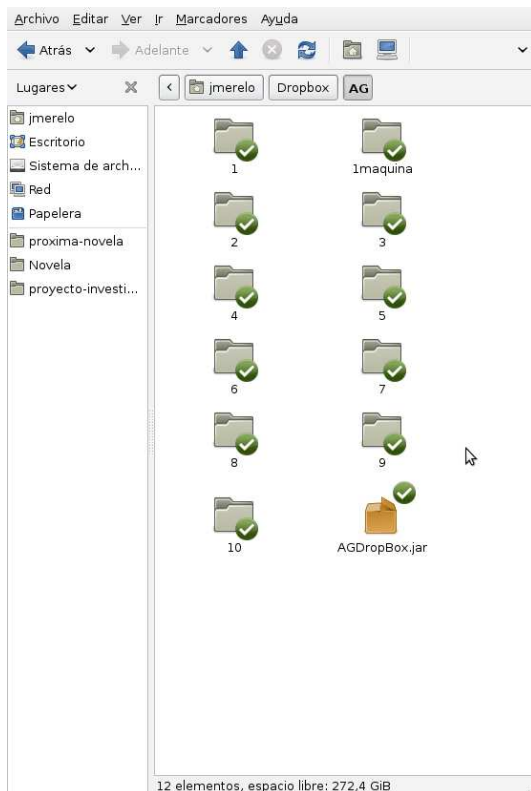 Archivo Editar Ver Ir Marcadores Ayuda
Atrás Adelante
Lugares
jmerelo Dropbox AG
jmerelo
Escritorio
Sistema de arch...
Red
Papelera
proxima-novela
Novela
proyecto-investi...
1 1maquina
2 3
4 5
6 7
8 9
10 AGDropBox.jar
12 elementos, espacio libre: 272,4 GiB